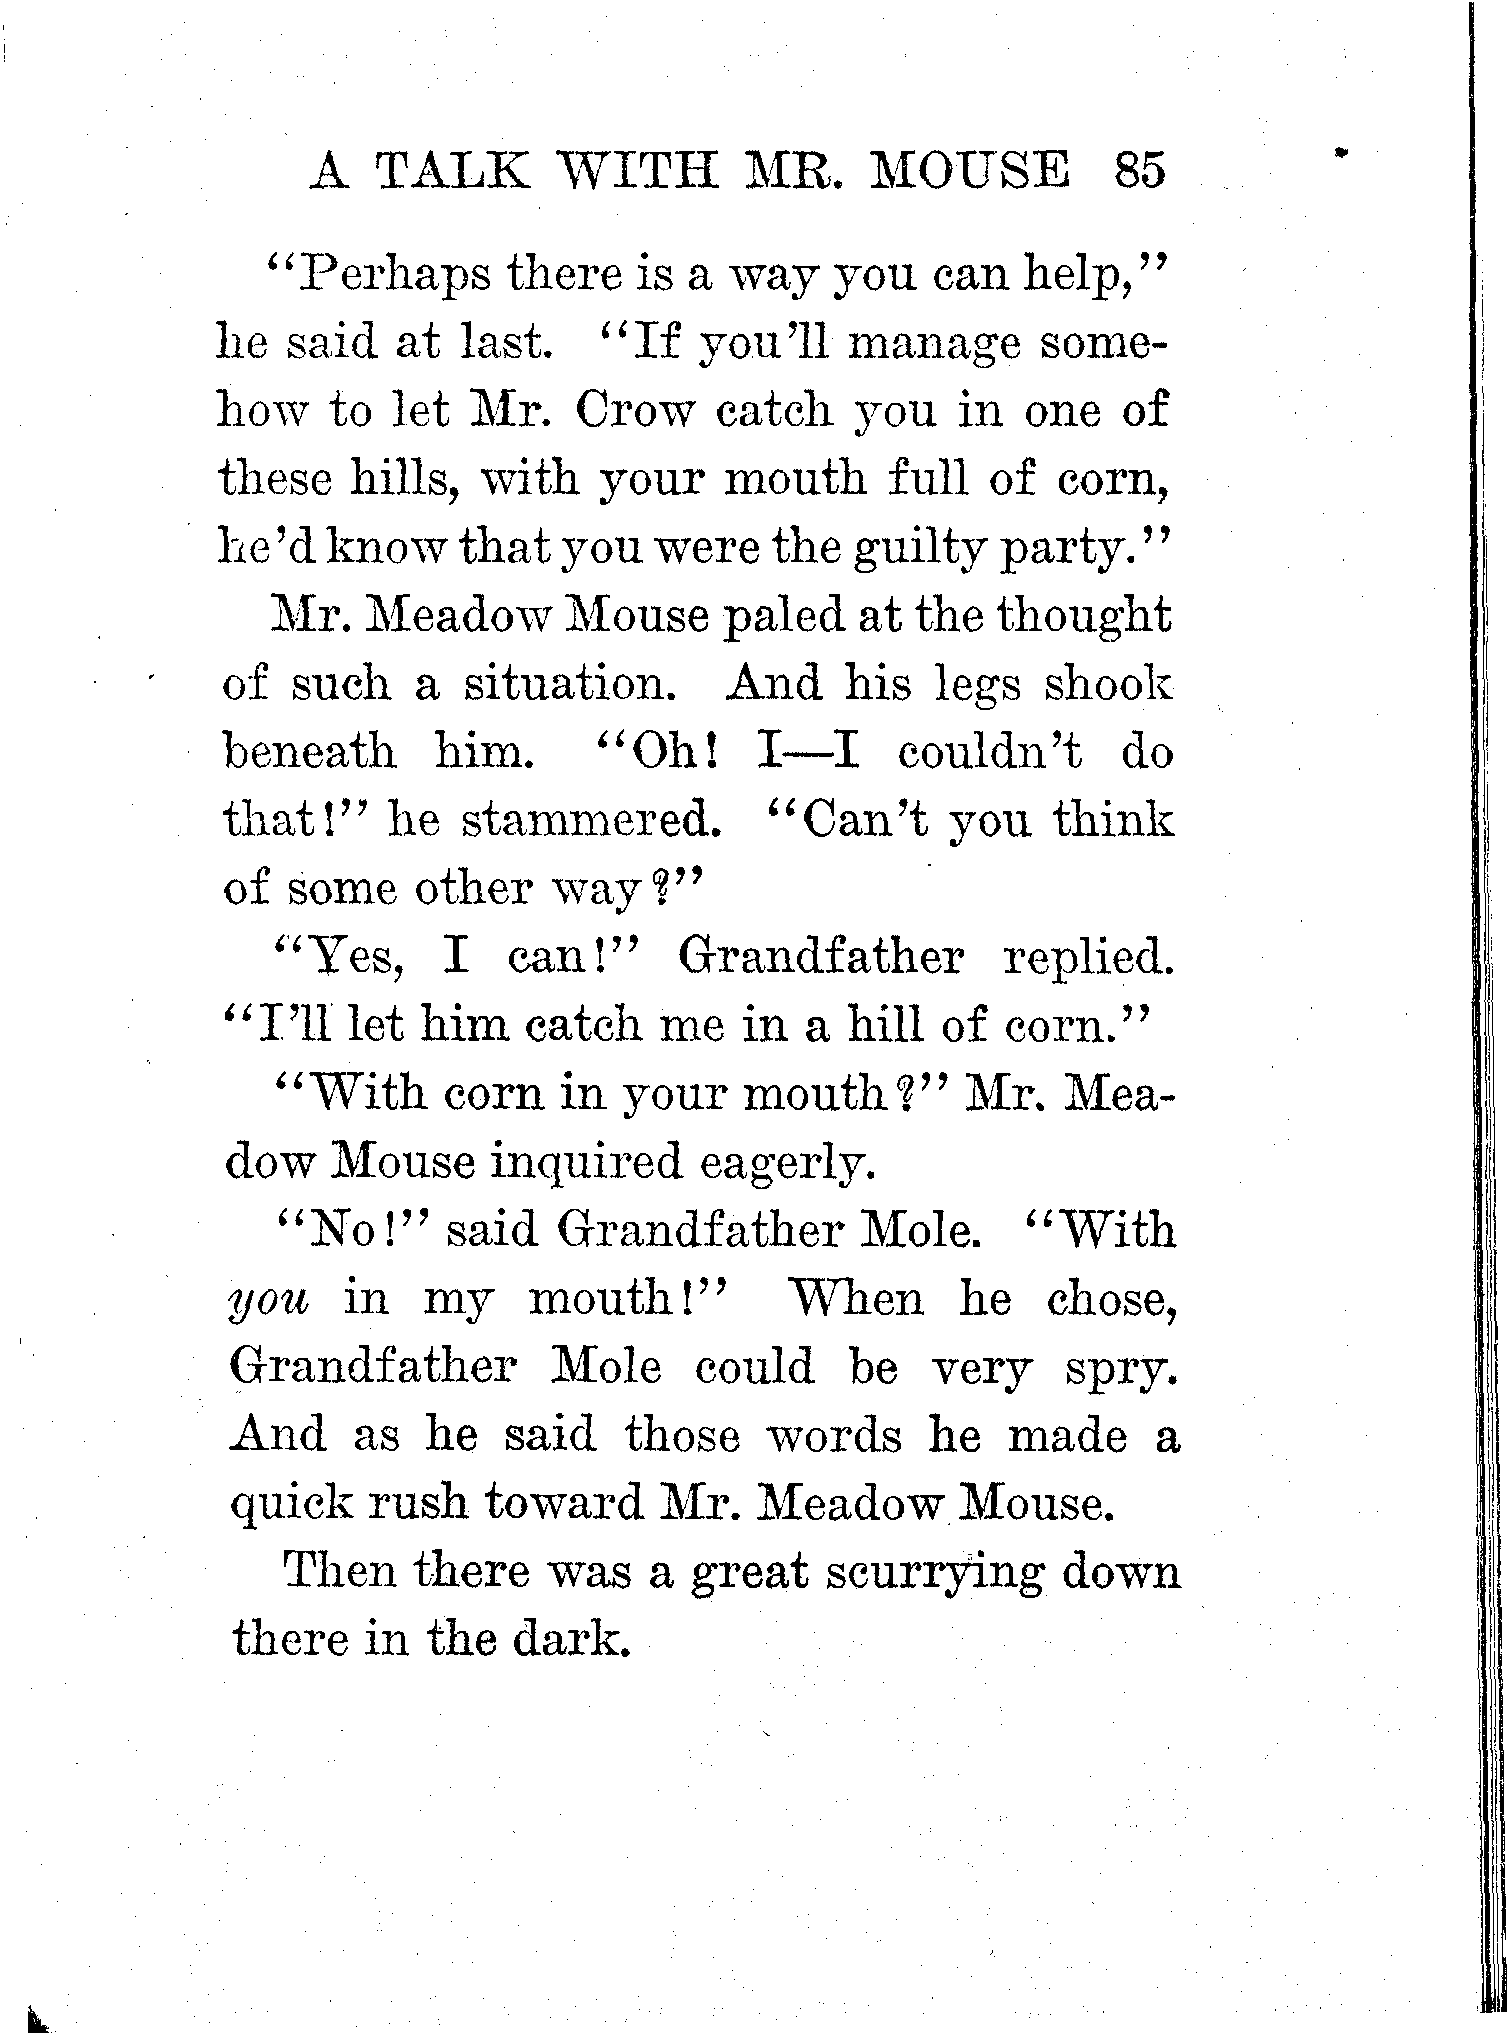 A TALK WITH MR. MOUSE 85
"Perhaps there is a way you can help,"
he said at last. "If you'll manage some-
how to let Mr. Crow catch you in one of
these hills, with your mouth full of corn,
he'd know that you were the guilty party."
Mr. Meadow Mouse paled at the thought
of such a situation. And his legs shook
beneath him. "Oh! I—I couldn't do
that!" he stammered. "Can't you think
of some other way?"
"Yes, I can!" Grandfather replied.
"I'll let him catch me in a hill of corn."
"With corn in your mouth?" Mr. Mea-
dow Mouse inquired eagerly.
"No!" said Grandfather Mole. "With
you in my mouth!" When he chose,
Grandfather Mole could be very spry.
And as he said those words he made a
quick rush toward Mr. Meadow Mouse.
Then there was a great scurrying down
there in the dark.